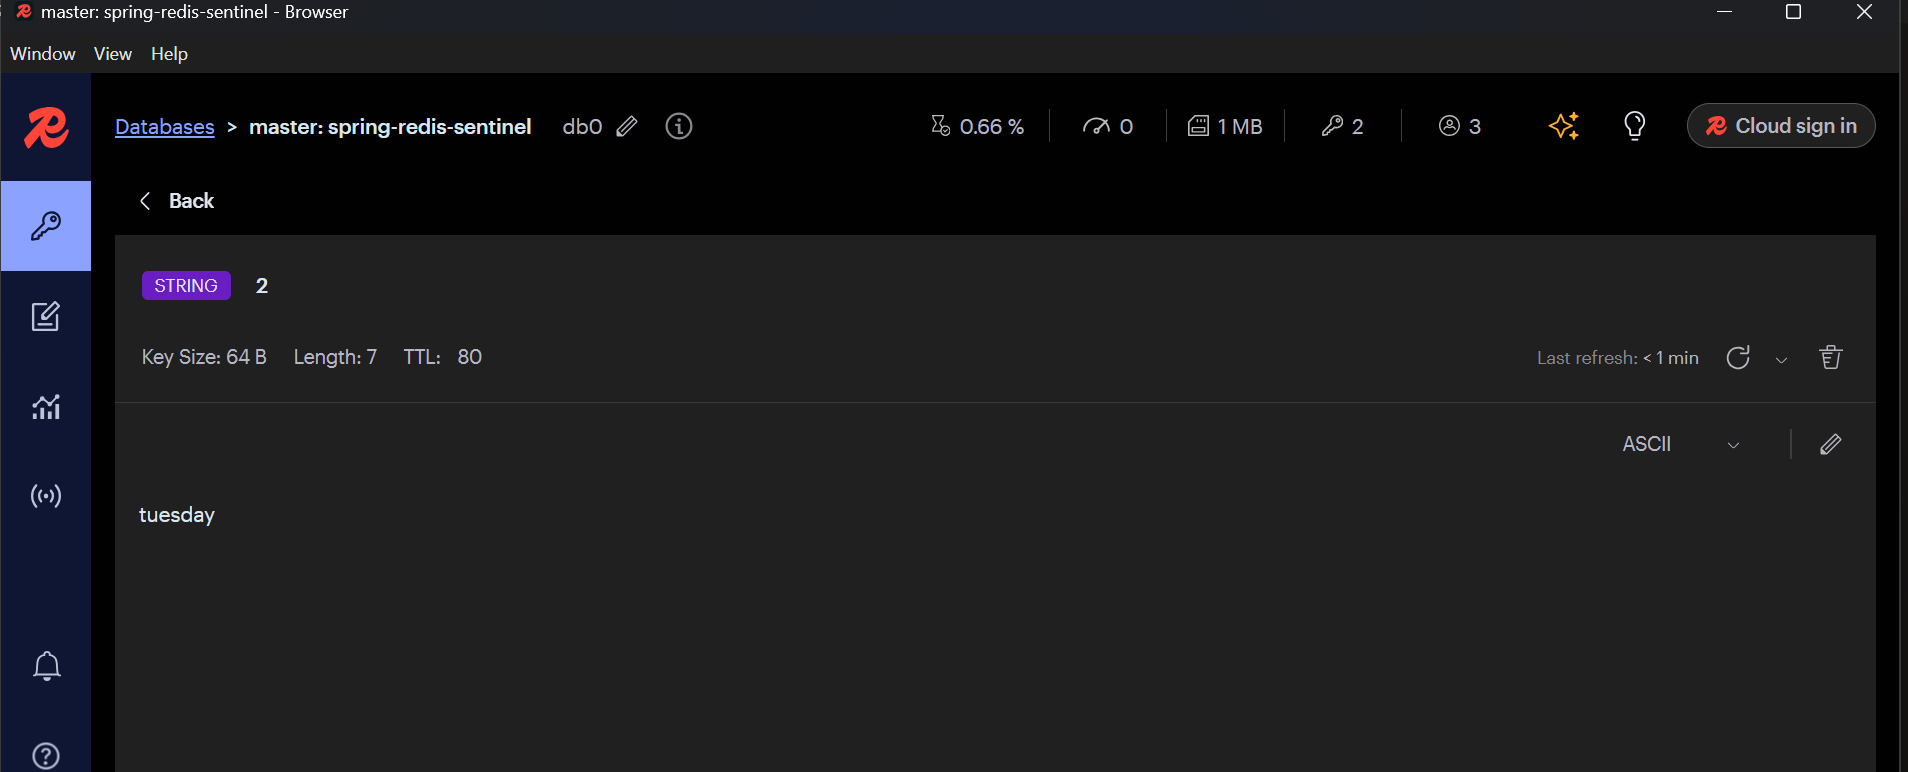 master: spring-redis-sentinel - Browser
Window View Help
Databases > master: spring-redis-sentinel db0 0.66 % 0 1 MB 2 3 Cloud sign in
Back
STRING 2
Key Size: 64 B Length: 7 TTL: 80 Last refresh: < 1 min
ASCII
tuesday